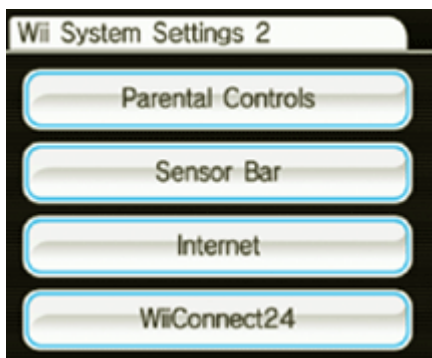 Wii System Settings 2
Parental Controls
Sensor Bar
Internet
WiiConnect24